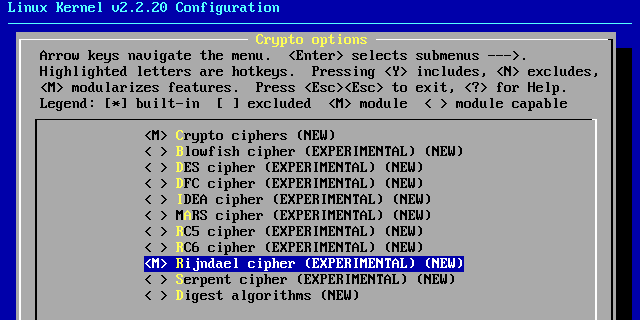 Linux Kernel v2.2.20 Configuration
Crypto options
Arrow keys navigate the menu.  <Enter> selects submenus --->.
Highlighted letters are hotkeys.  Pressing <Y> includes, <N> excludes,
<M> modularizes features.  Press <Esc><Esc> to exit, <?> for Help.
Legend: [*] built-in  [ ] excluded  <M> module  < > module capable
<M> Crypto ciphers (NEW)
< > Blowfish cipher (EXPERIMENTAL) (NEW)
< > DES cipher (EXPERIMENTAL) (NEW)
< > DFC cipher (EXPERIMENTAL) (NEW)
< > IDEA cipher (EXPERIMENTAL) (NEW)
< > MARS cipher (EXPERIMENTAL) (NEW)
< > RC5 cipher (EXPERIMENTAL) (NEW)
< > RC6 cipher (EXPERIMENTAL) (NEW)
<M> Rijndael cipher (EXPERIMENTAL) (NEW)
< > Serpent cipher (EXPERIMENTAL) (NEW)
< > Digest algorithms (NEW)